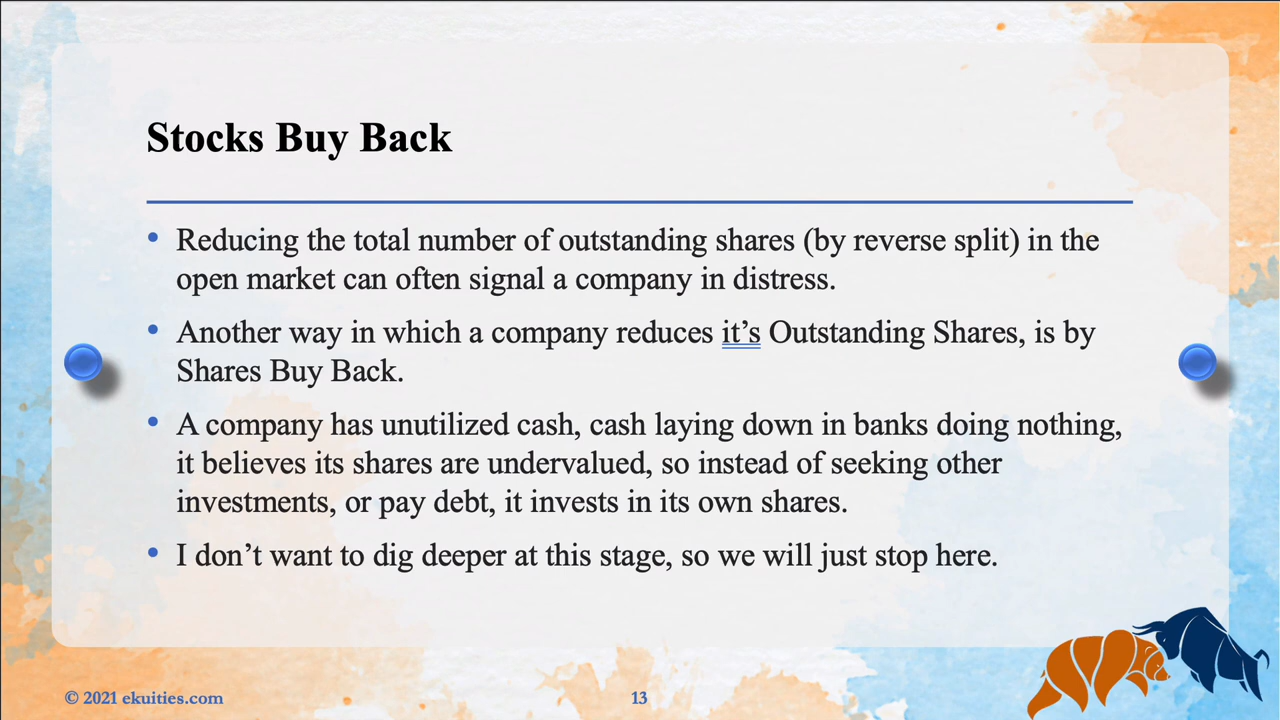 Stocks Buy Back
• Reducing the total number of outstanding shares (by reverse split) in the
open market can often signal a company in distress.
• Another way in which a company reduces it’s Outstanding Shares, is by
Shares Buy Back.
• A company has unutilized cash, cash laying down in banks doing nothing,
it believes its shares are undervalued, so instead of seeking other
investments, or pay debt, it invests in its own shares.
• I don’t want to dig deeper at this stage, so we will just stop here.
© 2021 ekuities.com
13